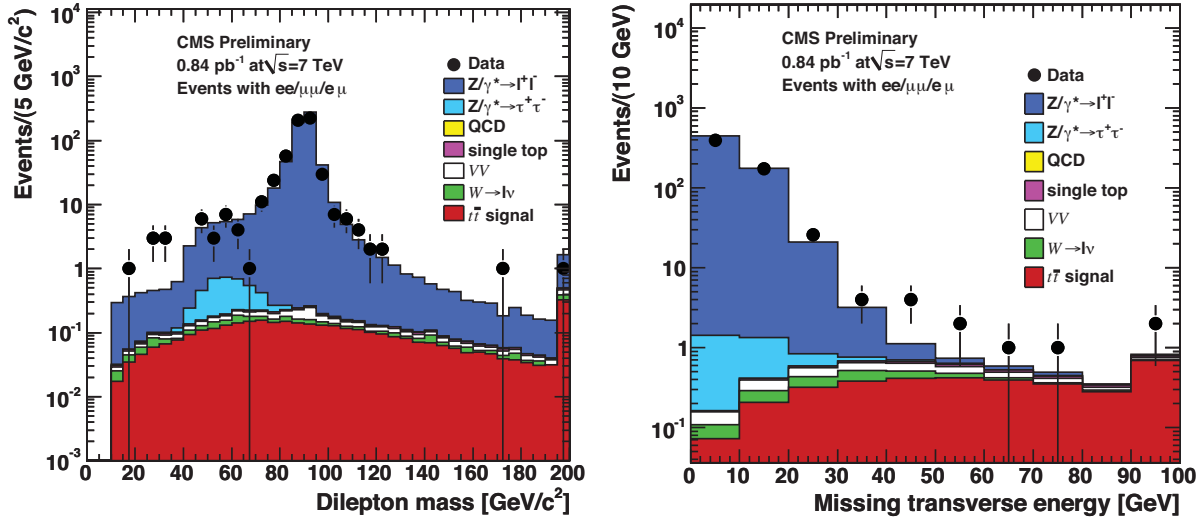 Events/(5 GeV/c²)
10⁴
10³
10²
10
1
10⁻¹
10⁻²
10⁻³
CMS Preliminary
0.84 pb⁻¹ at √s=7 TeV
Events with ee/μμ/e μ
Data
Z/γ*→l⁺l⁻
Z/γ*→τ⁺τ⁻
QCD
single top
VV
W→lν
tt̄ signal
0 20 40 60 80 100 120 140 160 180 200
Dilepton mass [GeV/c²]
Events/(10 GeV)
10⁴
10³
10²
10
1
10⁻¹
CMS Preliminary
0.84 pb⁻¹ at √s=7 TeV
Events with ee/μμ/e μ
Data
Z/γ*→l⁺l⁻
Z/γ*→τ⁺τ⁻
QCD
single top
VV
W→lν
tt̄ signal
0 10 20 30 40 50 60 70 80 90 100
Missing transverse energy [GeV]